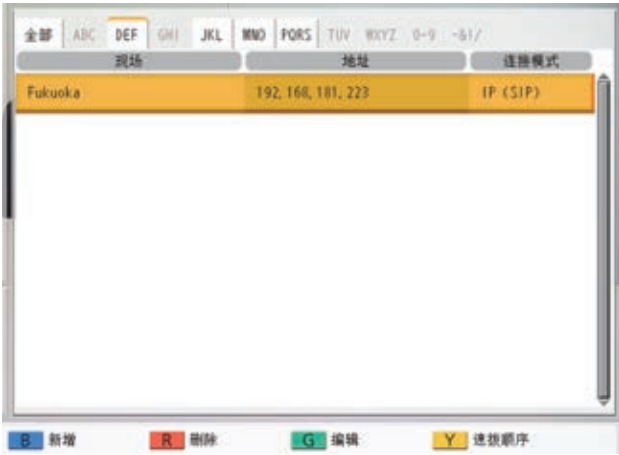 全部 ABC DEF GHI JKL MNO PQRS TUV WXYZ 0-9 -&!/
现场 地址 连接模式
Fukuoka 192, 168, 181, 223 IP (SIP)
B 新增 R 删除 G 编辑 Y 速拨顺序